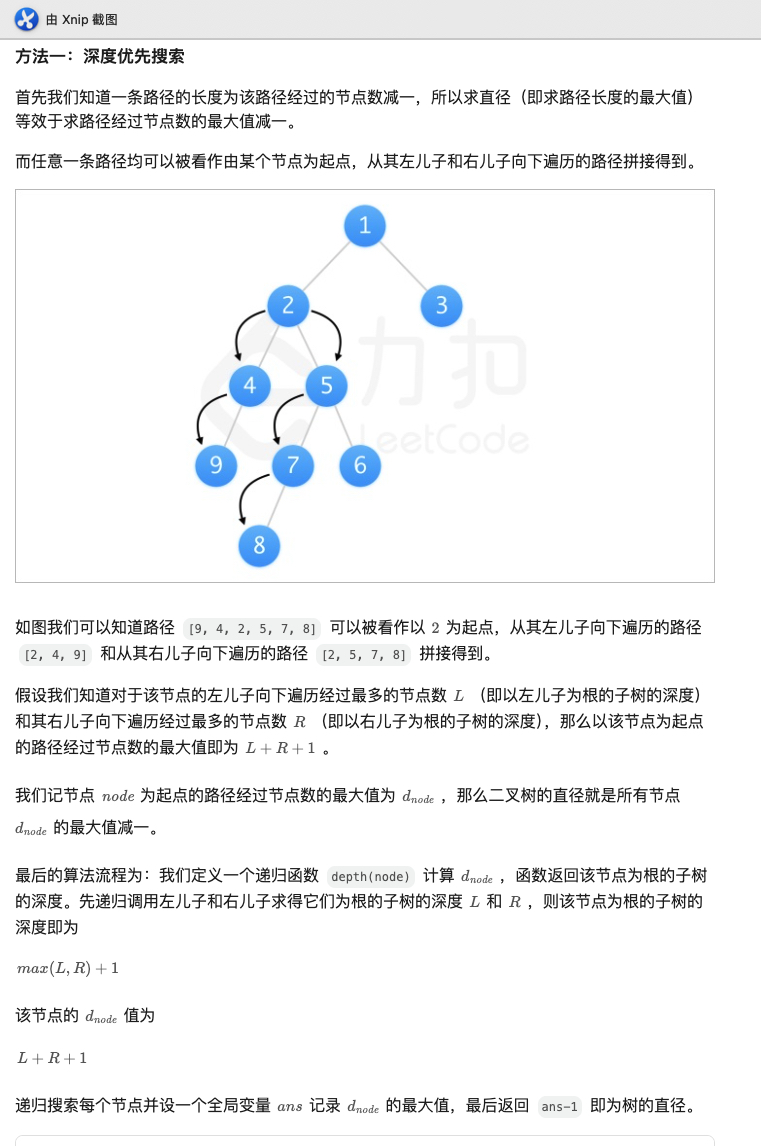 由 Xnip 截图
方法一：深度优先搜索
首先我们知道一条路径的长度为该路径经过的节点数减一，所以求直径（即求路径长度的最大值）
等效于求路径经过节点数的最大值减一。
而任意一条路径均可以被看作由某个节点为起点，从其左儿子和右儿子向下遍历的路径拼接得到。
1
2 3
4 5
力扣
LeetCode
9 7 6
8
如图我们可以知道路径 [9, 4, 2, 5, 7, 8] 可以被看作以 2 为起点，从其左儿子向下遍历的路径
[2, 4, 9] 和从其右儿子向下遍历的路径 [2, 5, 7, 8] 拼接得到。
假设我们知道对于该节点的左儿子向下遍历经过最多的节点数 L （即以左儿子为根的子树的深度）
和其右儿子向下遍历经过最多的节点数 R （即以右儿子为根的子树的深度），那么以该节点为起点
的路径经过节点数的最大值即为 L + R + 1 。
我们记节点 node 为起点的路径经过节点数的最大值为 d_node ，那么二叉树的直径就是所有节点
d_node 的最大值减一。
最后的算法流程为：我们定义一个递归函数 depth(node) 计算 d_node ，函数返回该节点为根的子树
的深度。先递归调用左儿子和右儿子求得它们为根的子树的深度 L 和 R ，则该节点为根的子树的
深度即为
max(L, R) + 1
该节点的 d_node 值为
L + R + 1
递归搜索每个节点并设一个全局变量 ans 记录 d_node 的最大值，最后返回 ans-1 即为树的直径。